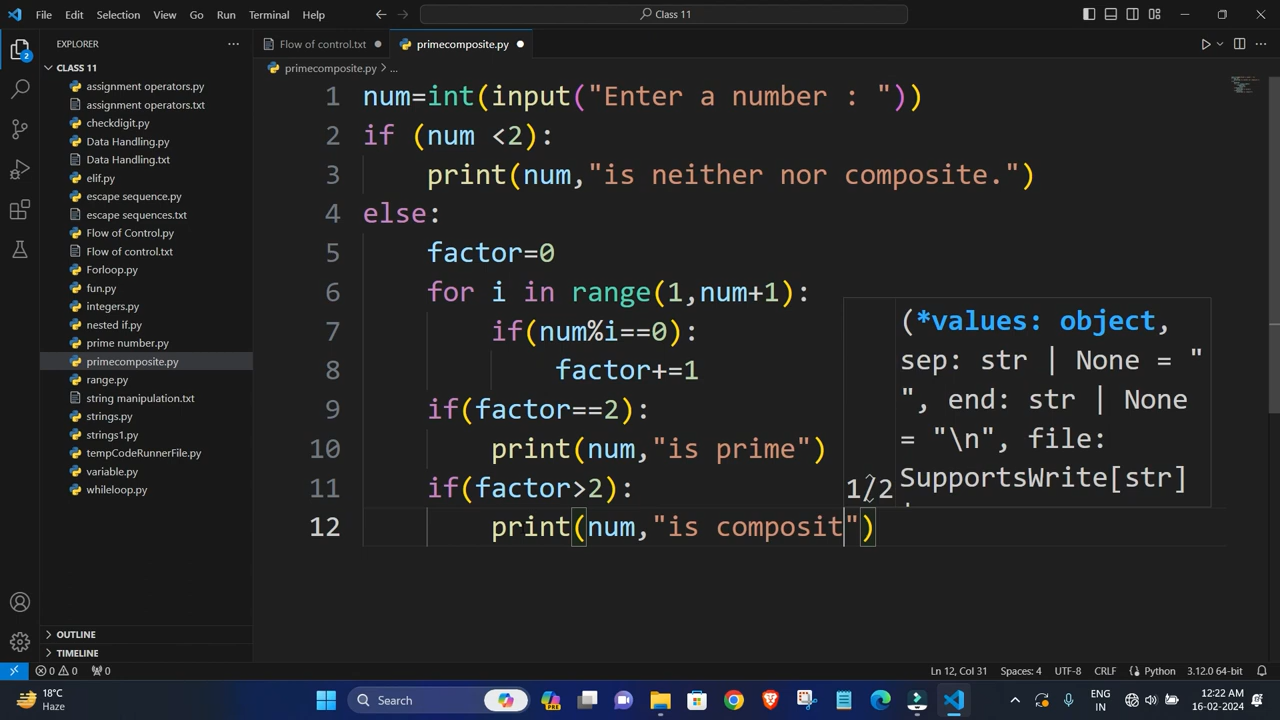 File Edit Selection View Go Run Terminal Help
Class 11
EXPLORER
Flow of control.txt
primecomposite.py
CLASS 11
primecomposite.py > ...
assignment operators.py
assignment operators.txt
checkdigit.py
Data Handling.py
Data Handling.txt
elif.py
escape sequence.py
escape sequences.txt
Flow of Control.py
Flow of control.txt
Forloop.py
fun.py
integers.py
nested if.py
prime number.py
primecomposite.py
range.py
string manipulation.txt
strings.py
strings1.py
tempCodeRunnerFile.py
variable.py
whileloop.py
OUTLINE
TIMELINE
2
1 num=int(input("Enter a number : "))
2 if (num <2):
3 print(num,"is neither nor composite.")
4 else:
5 factor=0
6 for i in range(1,num+1):
7 if(num%i==0):
8 factor+=1
9 if(factor==2):
10 print(num,"is prime")
11 if(factor>2):
12 print(num,"is composit")
(*values: object,
sep: str | None = "
", end: str | None
= "\n", file:
SupportsWrite[str]
1/2
0 0 0
Ln 12, Col 31 Spaces: 4 UTF-8 CRLF Python 3.12.0 64-bit
18°C
Haze
Search
PRE
ENG
IN
12:22 AM
16-02-2024